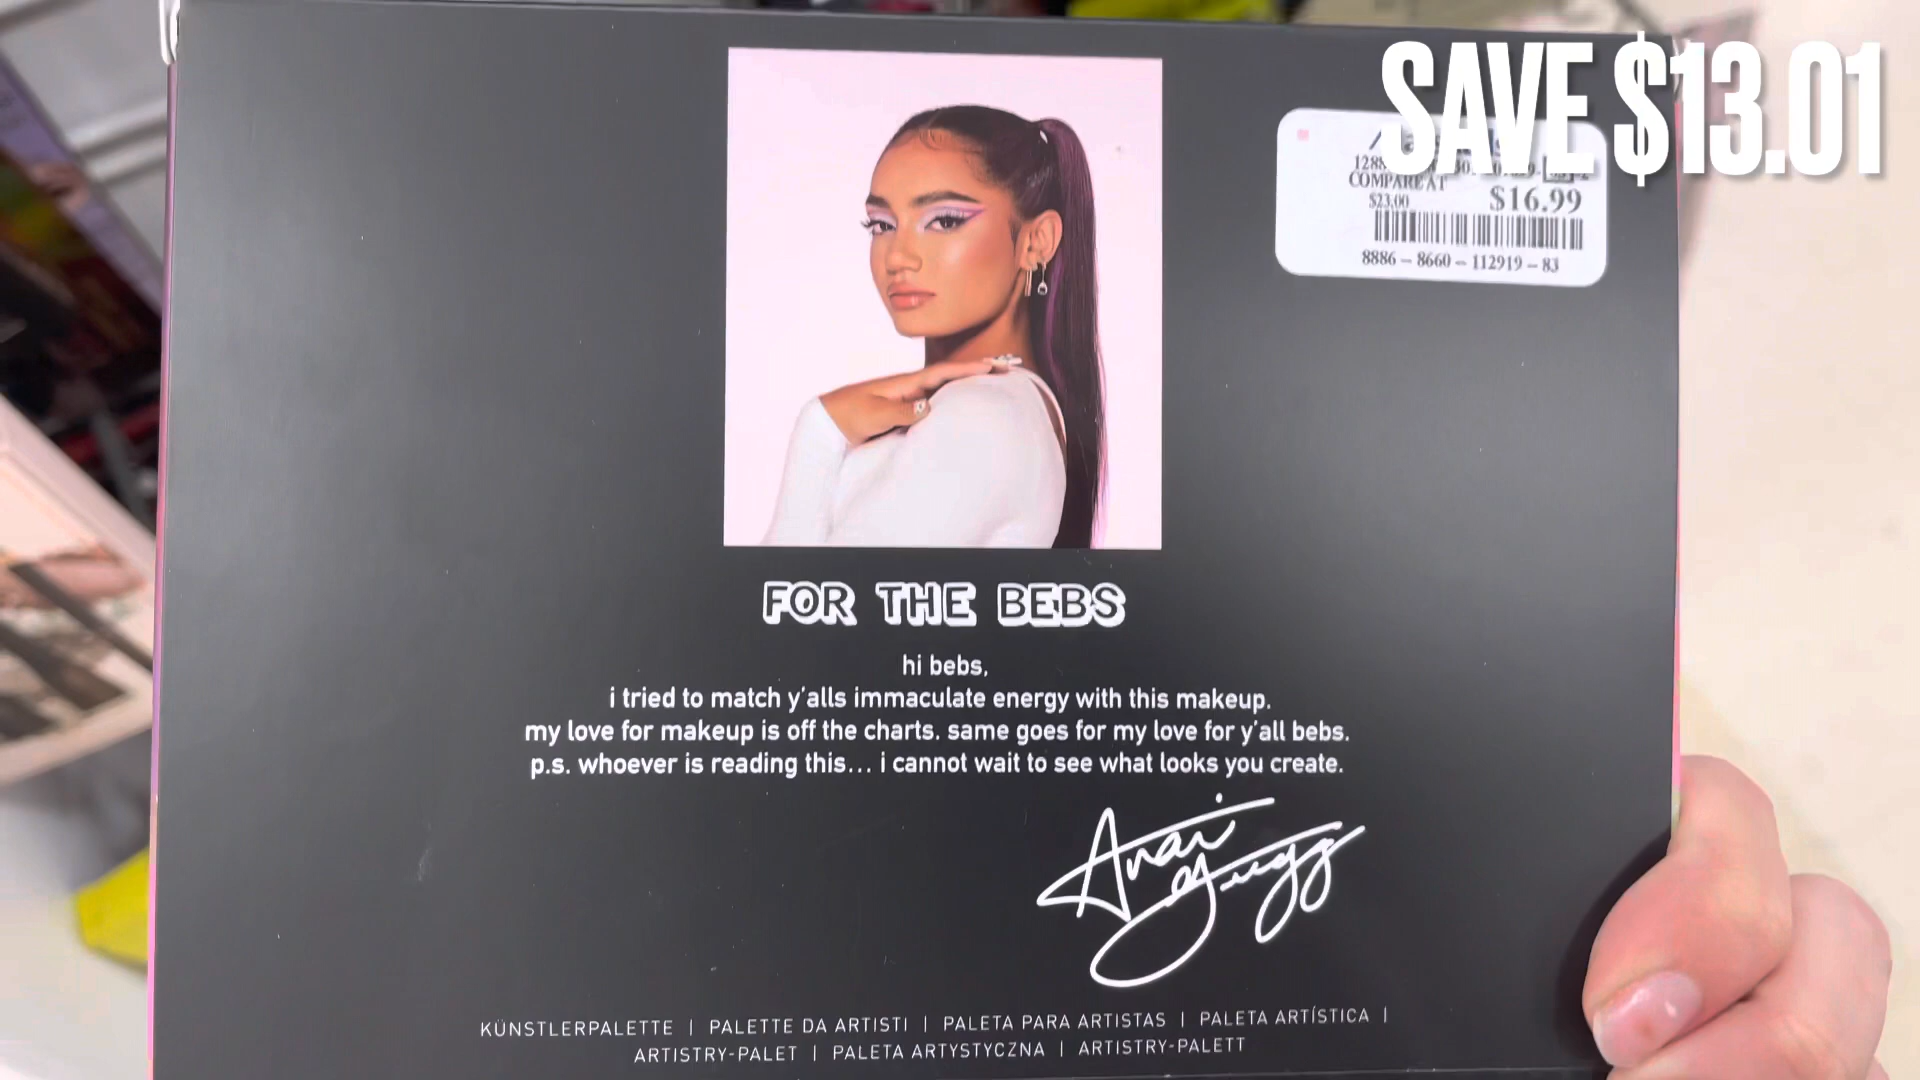 SAVE $13.01
COMPARE AT
$23.00 $16.99
8886 – 8660 – 112919 – 83
FOR THE BEBS
hi bebs,
i tried to match y'alls immaculate energy with this makeup.
my love for makeup is off the charts. same goes for my love for y'all bebs.
p.s. whoever is reading this... i cannot wait to see what looks you create.
Avani Gregg
KÜNSTLERPALETTE | PALETTE DA ARTISTI | PALETA PARA ARTISTAS | PALETA ARTÍSTICA |
ARTISTRY-PALET | PALETA ARTYSTYCZNA | ARTISTRY-PALETT